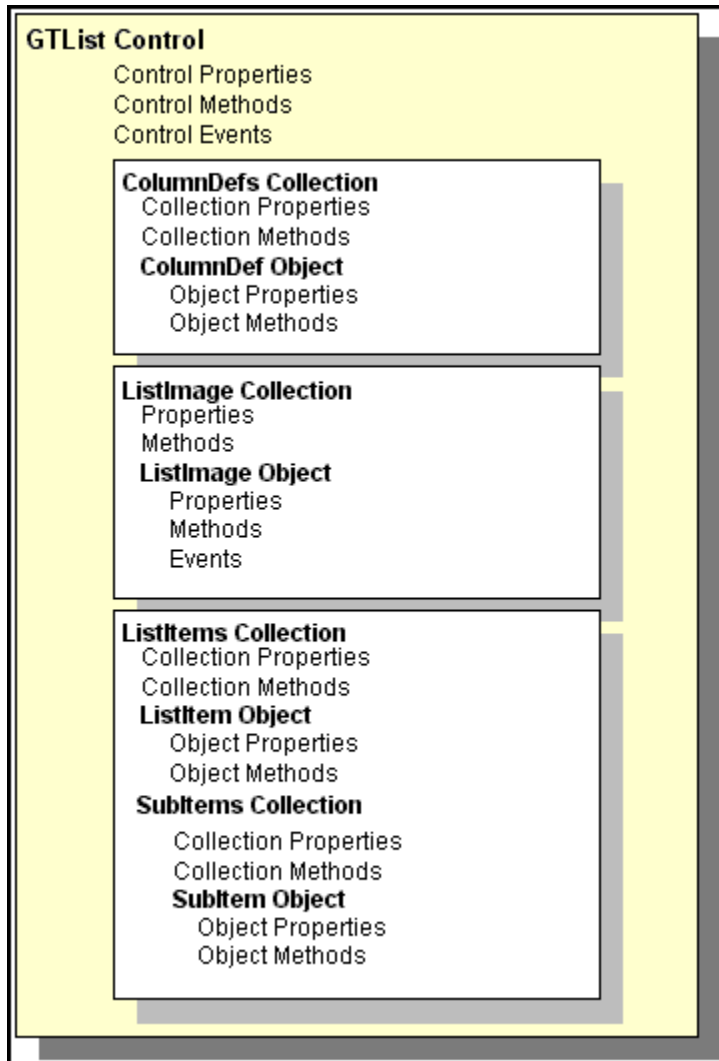 GTList Control
Control Properties
Control Methods
Control Events
ColumnDefs Collection
Collection Properties
Collection Methods
ColumnDef Object
Object Properties
Object Methods
ListImage Collection
Properties
Methods
ListImage Object
Properties
Methods
Events
ListItems Collection
Collection Properties
Collection Methods
ListItem Object
Object Properties
Object Methods
SubItems Collection
Collection Properties
Collection Methods
SubItem Object
Object Properties
Object Methods